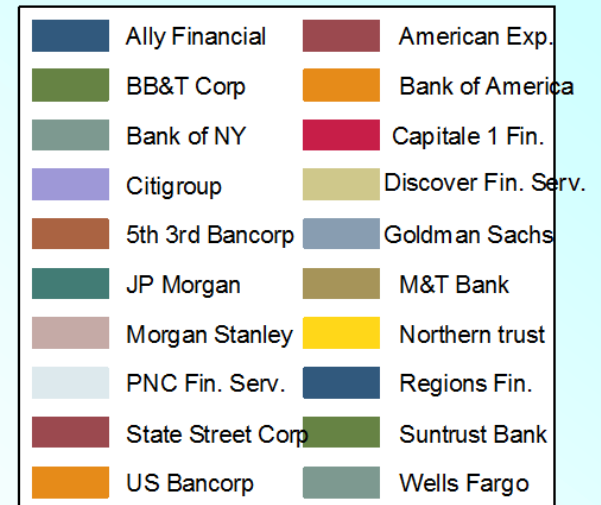 Ally Financial American Exp.
BB&T Corp Bank of America
Bank of NY Capitale 1 Fin.
Citigroup Discover Fin. Serv.
5th 3rd Bancorp Goldman Sachs
JP Morgan M&T Bank
Morgan Stanley Northern trust
PNC Fin. Serv. Regions Fin.
State Street Corp Suntrust Bank
US Bancorp Wells Fargo